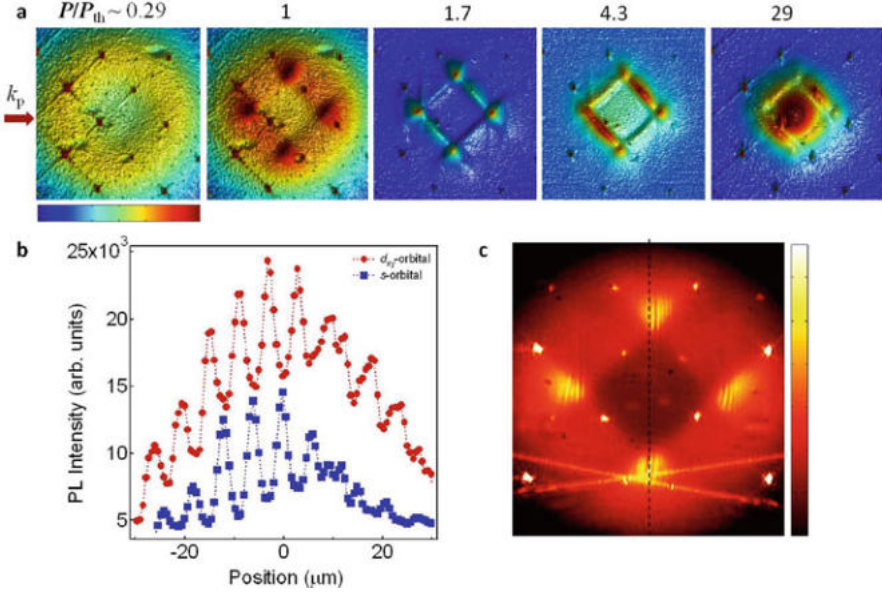 a P/Pth ~ 0.29 1 1.7 4.3 29
kp
b
25x10³
20
15
10
5
PL Intensity (arb. units)
dxy-orbital
s-orbital
-20 0 20
Position (μm)
c